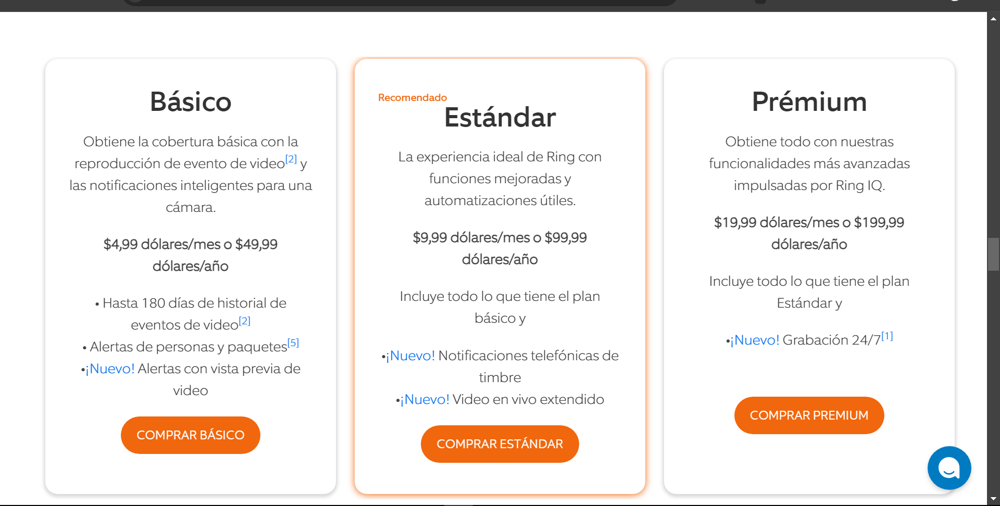 Básico
Obtiene la cobertura básica con la
reproducción de evento de video[2] y
las notificaciones inteligentes para una
cámara.
$4,99 dólares/mes o $49,99
dólares/año
• Hasta 180 días de historial de
eventos de video[2]
• Alertas de personas y paquetes[5]
•¡Nuevo! Alertas con vista previa de
video
COMPRAR BÁSICO
Recomendado
Estándar
La experiencia ideal de Ring con
funciones mejoradas y
automatizaciones útiles.
$9,99 dólares/mes o $99,99
dólares/año
Incluye todo lo que tiene el plan
básico y
•¡Nuevo! Notificaciones telefónicas de
timbre
•¡Nuevo! Video en vivo extendido
COMPRAR ESTÁNDAR
Prémium
Obtiene todo con nuestras
funcionalidades más avanzadas
impulsadas por Ring IQ.
$19,99 dólares/mes o $199,99
dólares/año
Incluye todo lo que tiene el plan
Estándar y
•¡Nuevo! Grabación 24/7[1]
COMPRAR PREMIUM